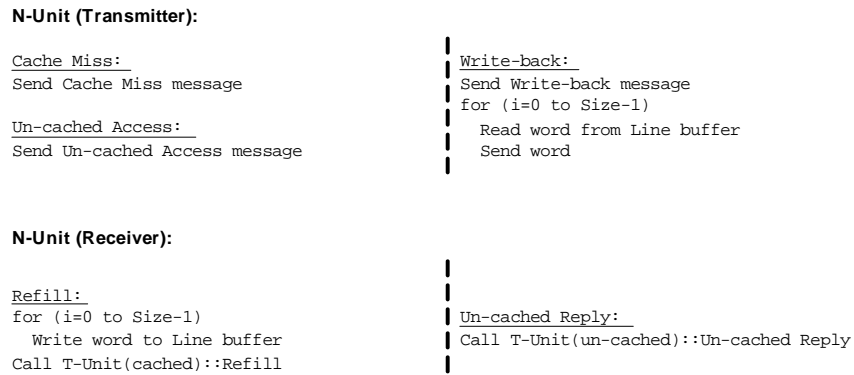 N-Unit (Transmitter):
Cache Miss:
Send Cache Miss message
Un-cached Access:
Send Un-cached Access message
Write-back:
Send Write-back message
for (i=0 to Size-1)
Read word from Line buffer
Send word
N-Unit (Receiver):
Refill:
for (i=0 to Size-1)
Write word to Line buffer
Call T-Unit(cached)::Refill
Un-cached Reply:
Call T-Unit(un-cached)::Un-cached Reply